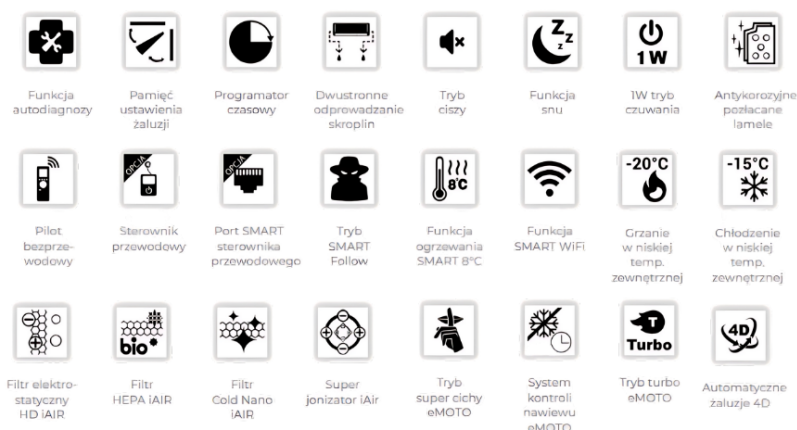 1W
Funkcja
autodiagnozy
Pamięć
ustawienia
żaluzji
Programator
czasowy
Dwustronne
odprowadzanie
skroplin
Tryb
ciszy
Funkcja
snu
1W tryb
czuwania
Antykorozyjne
pozłacane
lamele
OPCJA
OPCJA
8°C
-20°C
-15°C
Pilot
bezprze-
wodowy
Sterownik
przewodowy
Port SMART
sterownika
przewodowego
Tryb
SMART
Follow
Funkcja
ogrzewania
SMART 8°C
Funkcja
SMART WiFi
Grzanie
w niskiej
temp.
zewnętrznej
Chłodzenie
w niskiej
temp.
zewnętrznej
bio
T
Turbo
4D
Filtr elektro-
statyczny
HD iAIR
Filtr
HEPA iAIR
Filtr
Cold Nano
iAIR
Super
jonizator iAir
Tryb
super cichy
eMOTO
System
kontroli
nawiewu
eMOTO
Tryb turbo
eMOTO
Automatyczne
żaluzje 4D